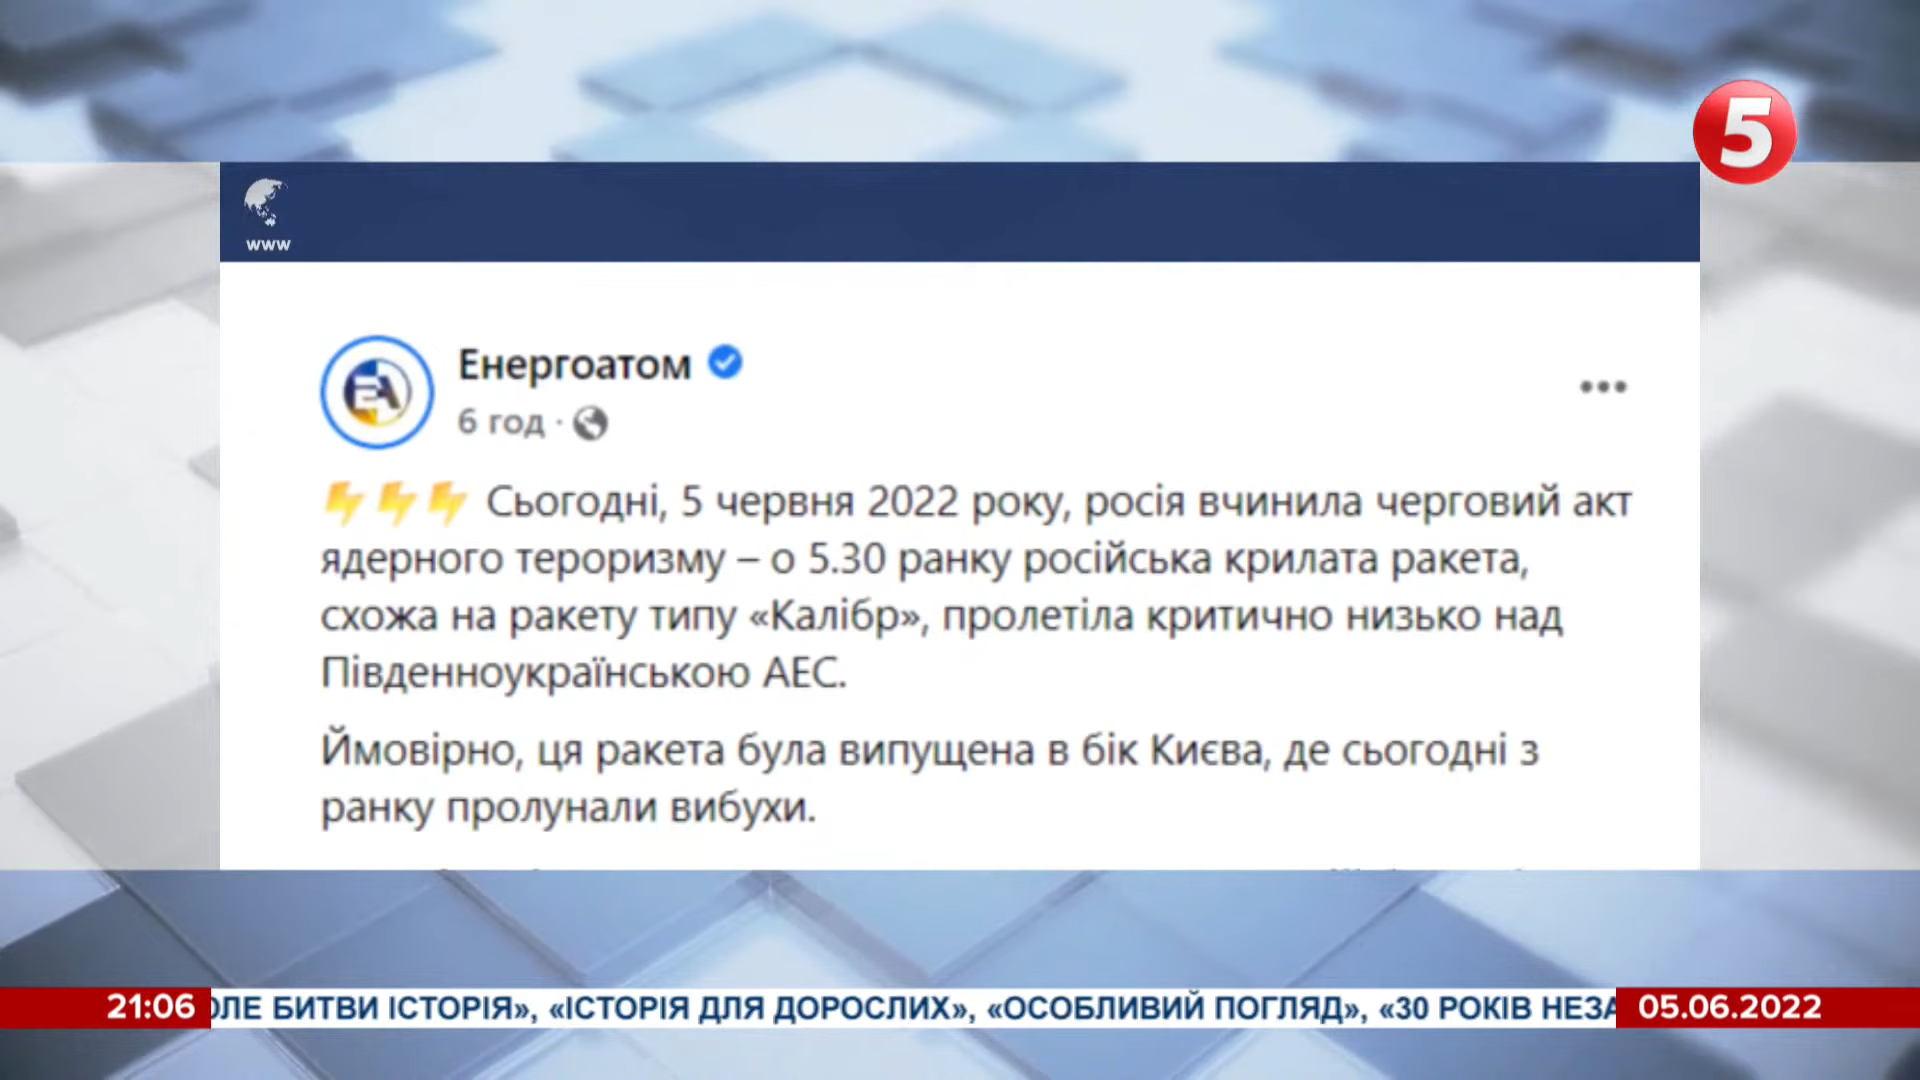 5
www
Енергоатом
6 год ·
Сьогодні, 5 червня 2022 року, росія вчинила черговий акт
ядерного тероризму – о 5.30 ранку російська крилата ракета,
схожа на ракету типу «Калібр», пролетіла критично низько над
Південноукраїнською АЕС.
Ймовірно, ця ракета була випущена в бік Києва, де сьогодні з
ранку пролунали вибухи.
21:06 ОЛЕ БИТВИ ІСТОРІЯ», «ІСТОРІЯ ДЛЯ ДОРОСЛИХ», «ОСОБЛИВИЙ ПОГЛЯД», «30 РОКІВ НЕЗА 05.06.2022